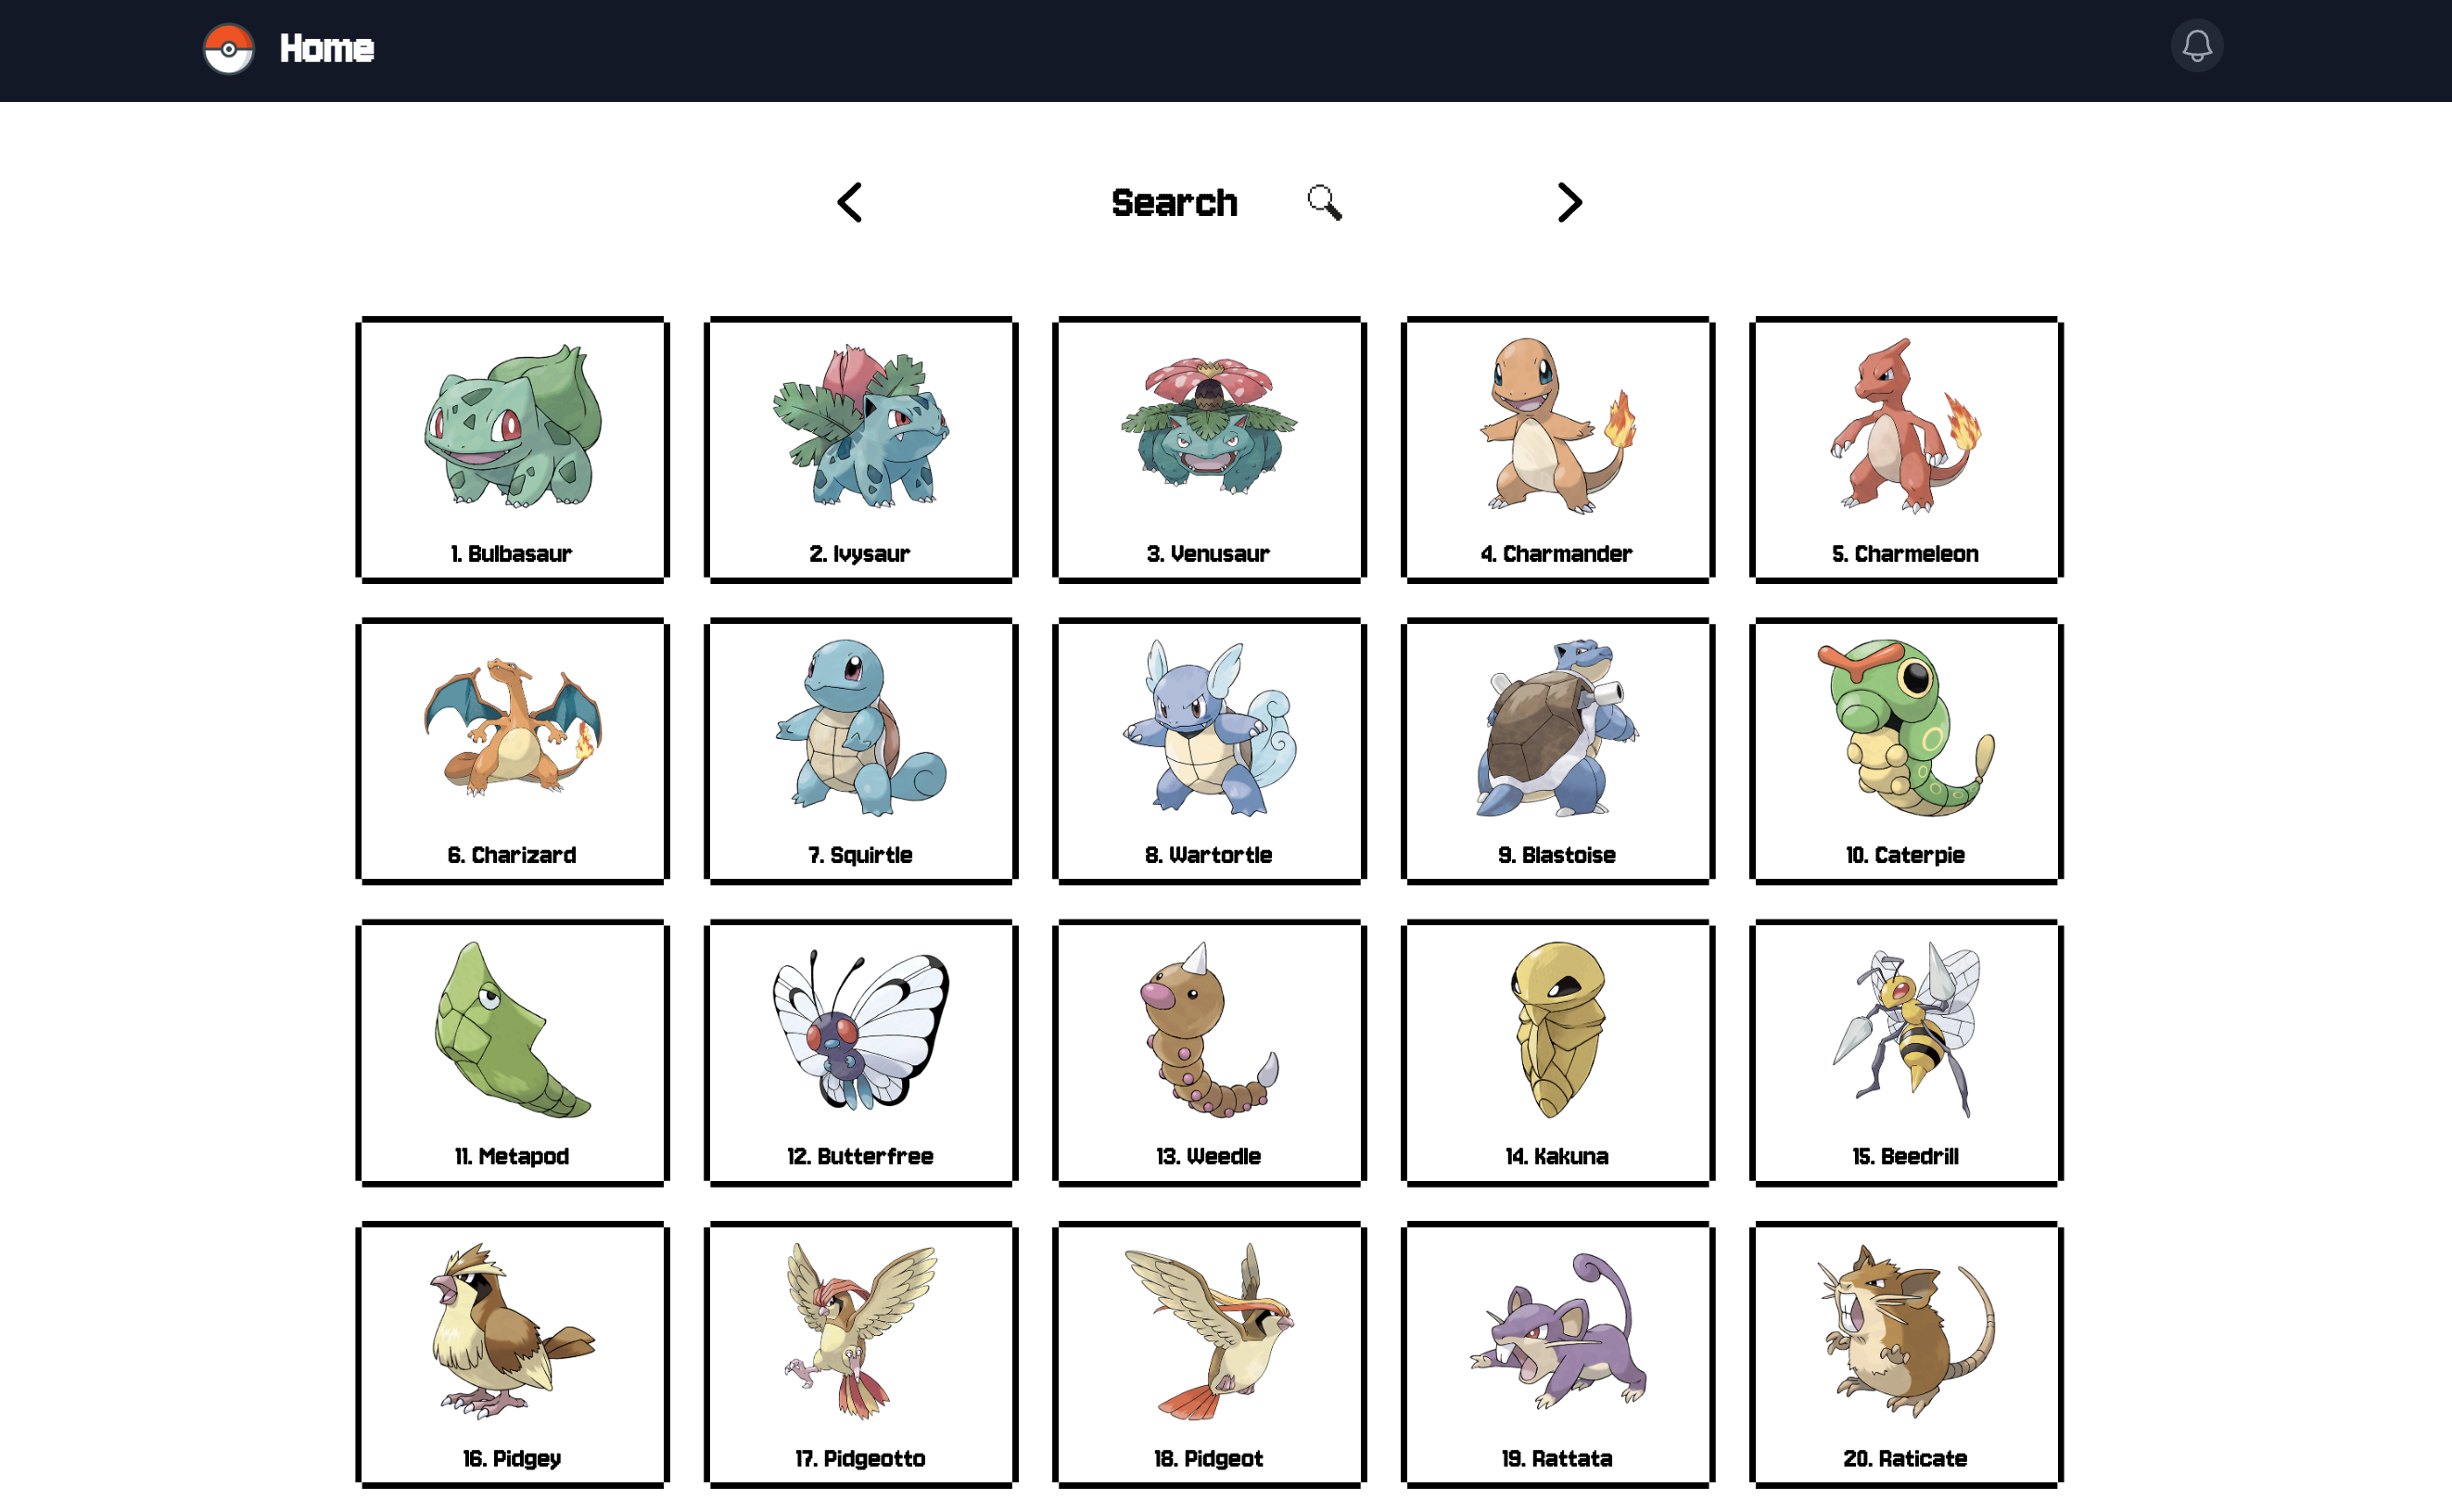 Home
Search
1. Bulbasaur
2. Ivysaur
3. Venusaur
4. Charmander
5. Charmeleon
6. Charizard
7. Squirtle
8. Wartortle
9. Blastoise
10. Caterpie
11. Metapod
12. Butterfree
13. Weedle
14. Kakuna
15. Beedrill
16. Pidgey
17. Pidgeotto
18. Pidgeot
19. Rattata
20. Raticate